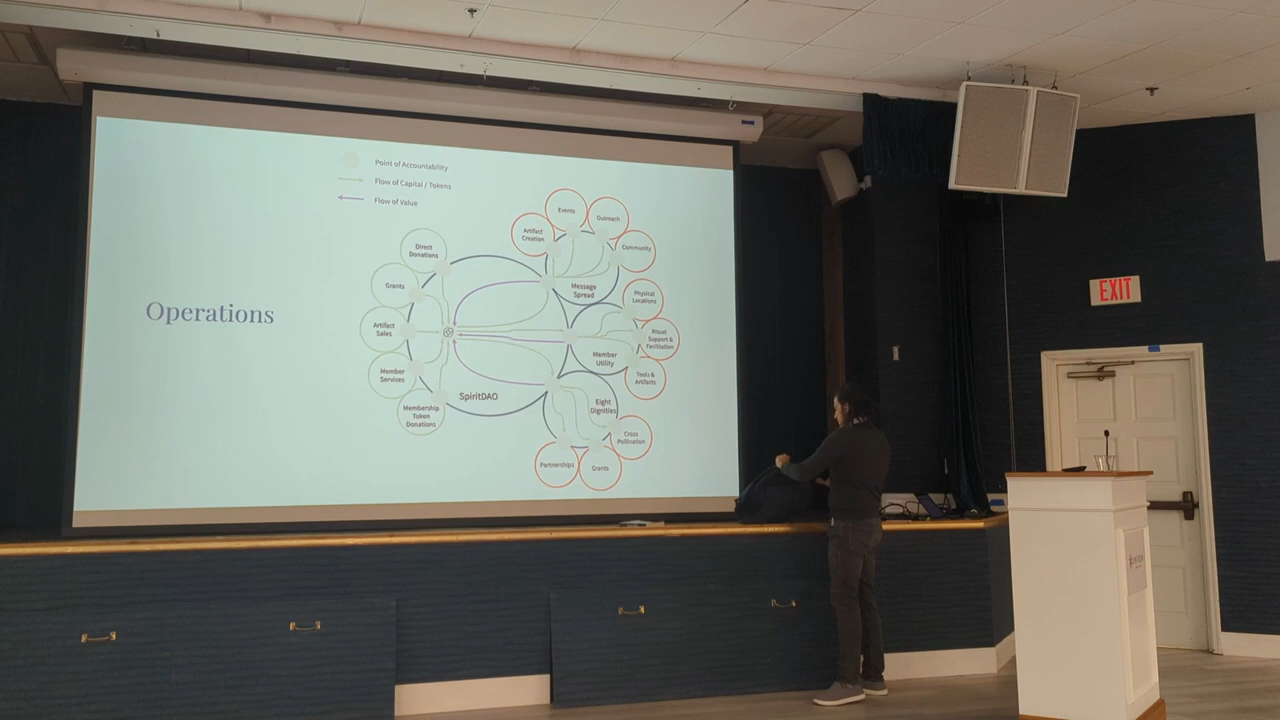 Point of Accountability
Flow of Capital / Tokens
Flow of Value
Operations
Direct
Donations
Grants
Artifact
Sales
Member
Services
Membership
Token
Donations
SpiritDAO
Artifact
Creation
Events
Outreach
Community
Message
Spread
Physical
Locations
Ritual
Support &
Facilitation
Tools &
Artifacts
Member
Utility
Eight
Dignities
Cross
Pollination
Grants
Partnerships
EXIT